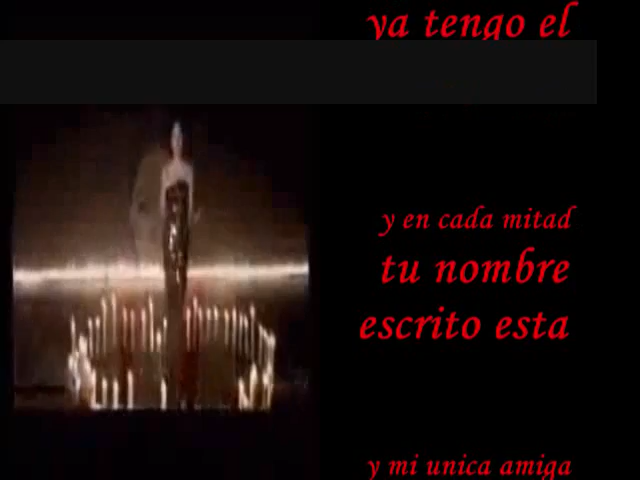 ya tengo el
y en cada mitad
tu nombre
escrito esta
y mi unica amiga